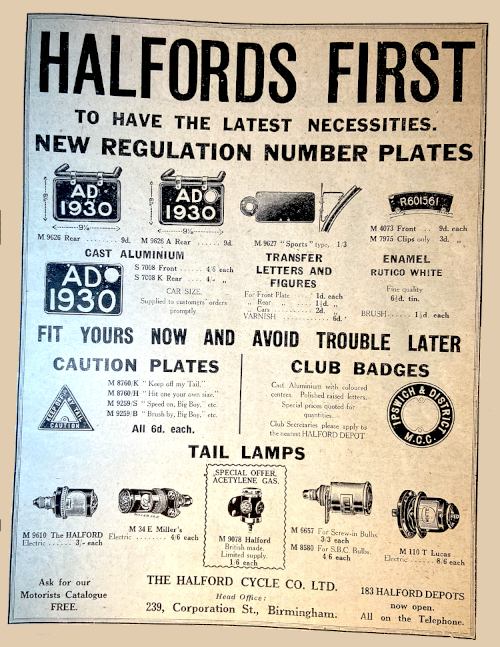 HALFORDS FIRST
TO HAVE THE LATEST NECESSITIES.
NEW REGULATION NUMBER PLATES
AD
1930
AD
1930
R601561
M 9626 Rear ...... 9d.
M 9626 A Rear ...... 9d.
M 9627 "Sports" type, 1/3
M 4073 Front .. 9d. each
M 7975 Clips only 3d. "
CAST ALUMINIUM
AD
1930
S 7008 Front ...... 4/6 each
S 7008 K Rear .... 4/- "
CAR SIZE.
Supplied to customers' orders
promptly.
TRANSFER
LETTERS AND
FIGURES
For Front Plate .... 1d. each
" Rear " .... 1½d. "
" Cars .......... 2d. "
VARNISH .......... 6d. "
ENAMEL
RUTICO WHITE
Fine quality
6½d. tin.
BRUSH ...... 1½d each
FIT YOURS NOW AND AVOID TROUBLE LATER
CAUTION PLATES
CAUTION
M 8760/K "Keep off my Tail."
M 8760/H "Hit one your own size."
M 9259/S "Speed on, Big Boy," etc.
M 9259/B "Brush by, Big Boy," etc.
All 6d. each.
CLUB BADGES
Cast Aluminium with coloured
centres. Polished raised letters.
Special prices quoted for
quantities.
Club Secretaries please apply to
the nearest HALFORD DEPOT
IPSWICH & DISTRICT
M.C.C.
TAIL LAMPS
M 9610 The HALFORD
Electric ...... 3/- each
M 34 E Miller's
Electric ........ 4/6 each
SPECIAL OFFER.
ACETYLENE GAS.
M 9078 Halford
British made.
Limited supply.
1/6 each
M 6657 For Screw-in Bulbs.
3/3 each
M 8580 For S.B.C. Bulbs.
4/6 each
M 110 T Lucas
Electric ...... 8/6 each
Ask for our
Motorists Catalogue
FREE.
THE HALFORD CYCLE CO. LTD.
Head Office:
239, Corporation St., Birmingham.
183 HALFORD DEPOTS
now open.
All on the Telephone.